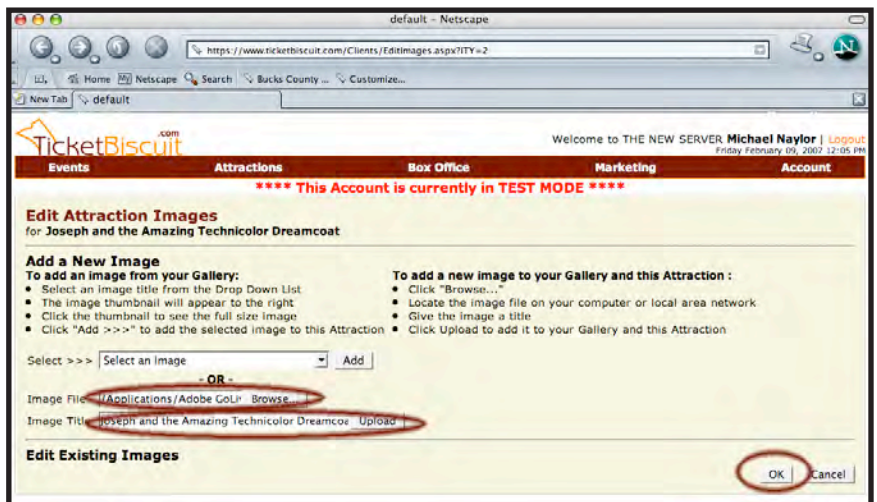 default – Netscape
https://www.ticketbiscuit.com/Clients/EditImages.aspx?ITY=2
Home Netscape Search Bucks County ... Customize...
New Tab default
TicketBiscuit.com
Welcome to THE NEW SERVER Michael Naylor | Logout
Friday February 09, 2007 12:05 PM
Events Attractions Box Office Marketing Account
**** This Account is currently in TEST MODE ****
Edit Attraction Images
for Joseph and the Amazing Technicolor Dreamcoat
Add a New Image
To add an image from your Gallery:
• Select an image title from the Drop Down List
• The image thumbnail will appear to the right
• Click the thumbnail to see the full size image
• Click "Add >>>" to add the selected image to this Attraction
To add a new image to your Gallery and this Attraction :
• Click "Browse..."
• Locate the image file on your computer or local area network
• Give the image a title
• Click Upload to add it to your Gallery and this Attraction
Select >>> Select an Image Add
- OR -
Image File /Applications/Adobe GoLi Browse...
Image Title Joseph and the Amazing Technicolor Dreamcoa Upload
Edit Existing Images
OK Cancel